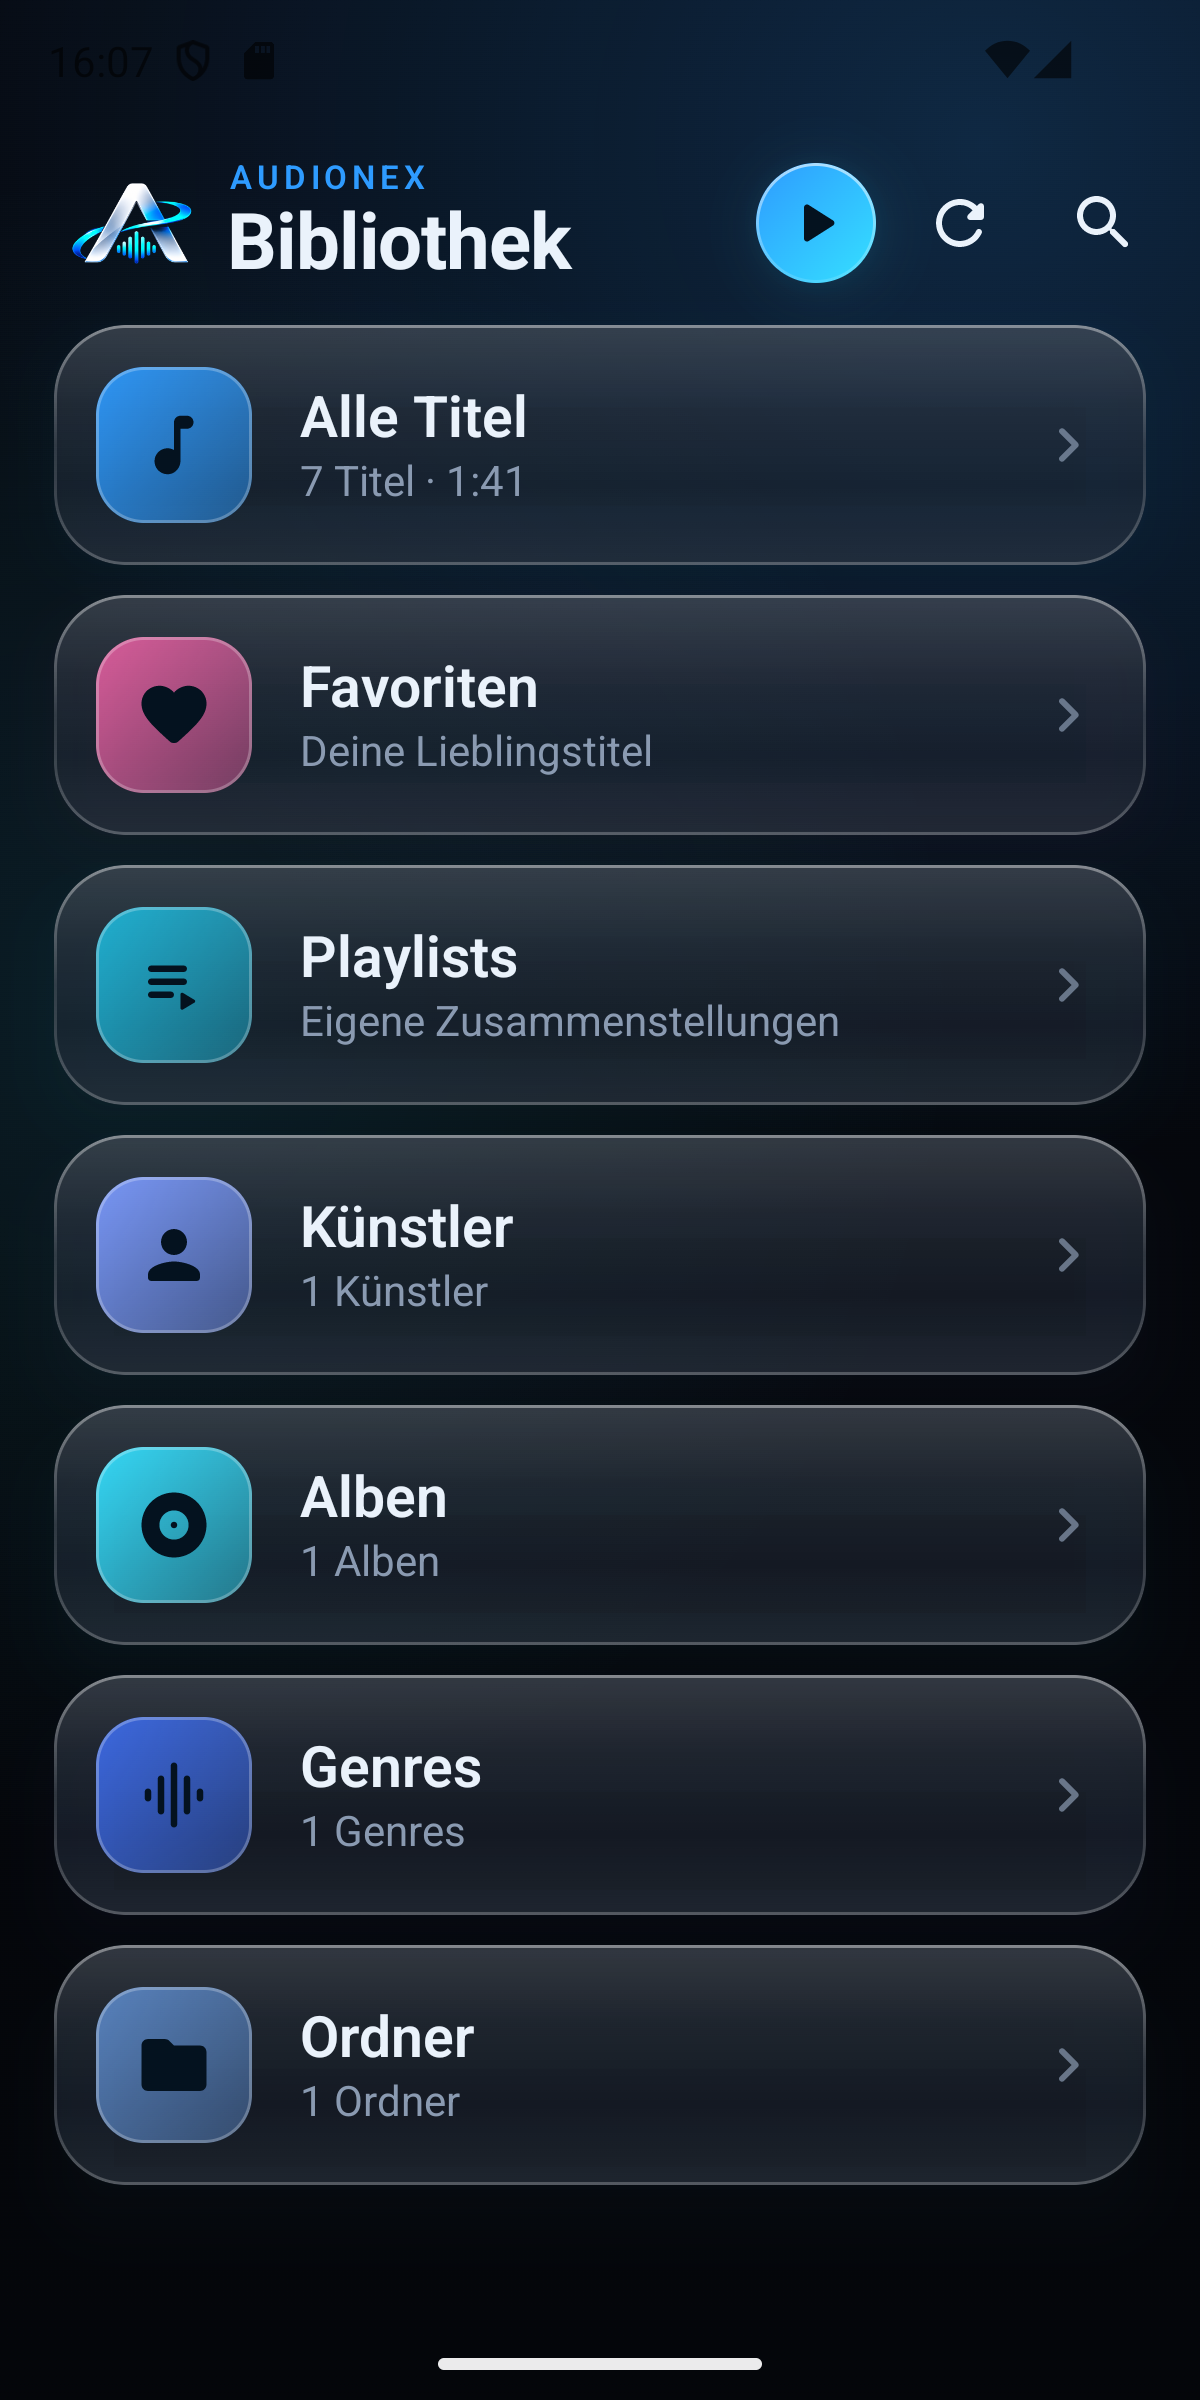 16:07
AUDIONEX
Bibliothek
Alle Titel
7 Titel · 1:41
Favoriten
Deine Lieblingstitel
Playlists
Eigene Zusammenstellungen
Künstler
1 Künstler
Alben
1 Alben
Genres
1 Genres
Ordner
1 Ordner